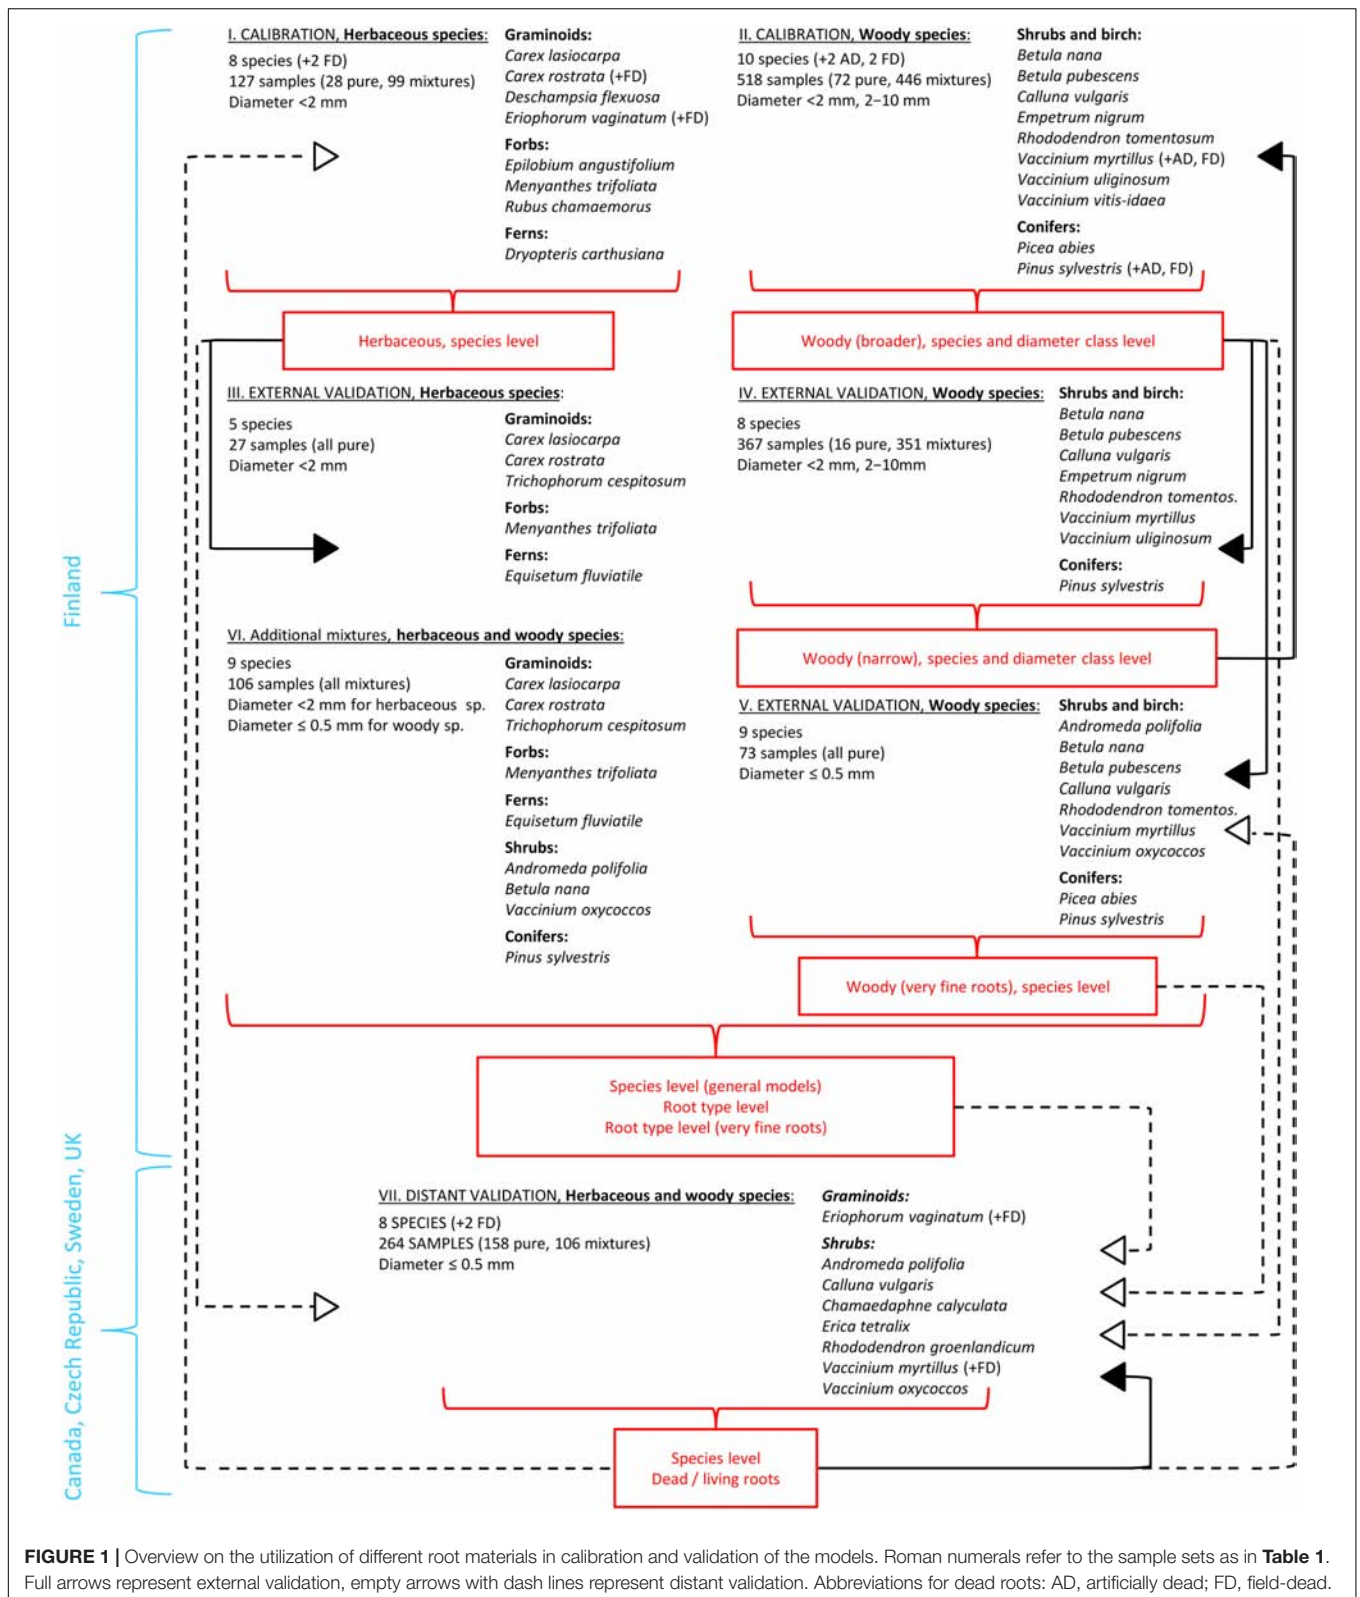 Finland
Canada, Czech Republic, Sweden, UK
I. CALIBRATION, Herbaceous species:
8 species (+2 FD)
127 samples (28 pure, 99 mixtures)
Diameter <2 mm
Graminoids:
Carex lasiocarpa
Carex rostrata (+FD)
Deschampsia flexuosa
Eriophorum vaginatum (+FD)
Forbs:
Epilobium angustifolium
Menyanthes trifoliata
Rubus chamaemorus
Ferns:
Dryopteris carthusiana
II. CALIBRATION, Woody species:
10 species (+2 AD, 2 FD)
518 samples (72 pure, 446 mixtures)
Diameter <2 mm, 2–10 mm
Shrubs and birch:
Betula nana
Betula pubescens
Calluna vulgaris
Empetrum nigrum
Rhododendron tomentosum
Vaccinium myrtillus (+AD, FD)
Vaccinium uliginosum
Vaccinium vitis-idaea
Conifers:
Picea abies
Pinus sylvestris (+AD, FD)
Herbaceous, species level
Woody (broader), species and diameter class level
III. EXTERNAL VALIDATION, Herbaceous species:
5 species
27 samples (all pure)
Diameter <2 mm
Graminoids:
Carex lasiocarpa
Carex rostrata
Trichophorum cespitosum
Forbs:
Menyanthes trifoliata
Ferns:
Equisetum fluviatile
IV. EXTERNAL VALIDATION, Woody species:
8 species
367 samples (16 pure, 351 mixtures)
Diameter <2 mm, 2–10mm
Shrubs and birch:
Betula nana
Betula pubescens
Calluna vulgaris
Empetrum nigrum
Rhododendron tomentos.
Vaccinium myrtillus
Vaccinium uliginosum
Conifers:
Pinus sylvestris
Woody (narrow), species and diameter class level
VI. Additional mixtures, herbaceous and woody species:
9 species
106 samples (all mixtures)
Diameter <2 mm for herbaceous sp.
Diameter ≤ 0.5 mm for woody sp.
Graminoids:
Carex lasiocarpa
Carex rostrata
Trichophorum cespitosum
Forbs:
Menyanthes trifoliata
Ferns:
Equisetum fluviatile
Shrubs:
Andromeda polifolia
Betula nana
Vaccinium oxycoccos
Conifers:
Pinus sylvestris
V. EXTERNAL VALIDATION, Woody species:
9 species
73 samples (all pure)
Diameter ≤ 0.5 mm
Shrubs and birch:
Andromeda polifolia
Betula nana
Betula pubescens
Calluna vulgaris
Rhododendron tomentos.
Vaccinium myrtillus
Vaccinium oxycoccos
Conifers:
Picea abies
Pinus sylvestris
Woody (very fine roots), species level
Species level (general models)
Root type level
Root type level (very fine roots)
VII. DISTANT VALIDATION, Herbaceous and woody species:
8 SPECIES (+2 FD)
264 SAMPLES (158 pure, 106 mixtures)
Diameter ≤ 0.5 mm
Graminoids:
Eriophorum vaginatum (+FD)
Shrubs:
Andromeda polifolia
Calluna vulgaris
Chamaedaphne calyculata
Erica tetralix
Rhododendron groenlandicum
Vaccinium myrtillus (+FD)
Vaccinium oxycoccos
Species level
Dead / living roots
FIGURE 1 | Overview on the utilization of different root materials in calibration and validation of the models. Roman numerals refer to the sample sets as in Table 1.
Full arrows represent external validation, empty arrows with dash lines represent distant validation. Abbreviations for dead roots: AD, artificially dead; FD, field-dead.